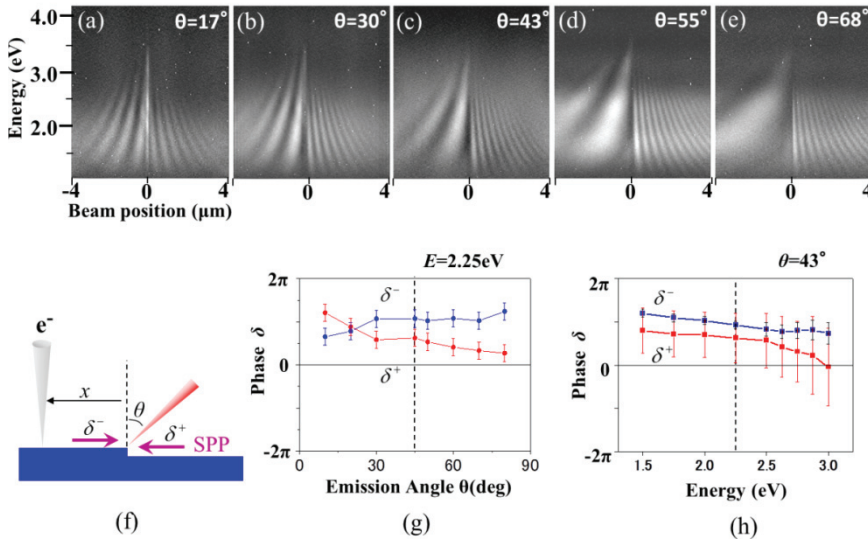 (a) θ=17°
(b) θ=30°
(c) θ=43°
(d) θ=55°
(e) θ=68°
Energy (eV)
4.0
3.0
2.0
-4 0 4
0 4
0 4
0 4
0 4
Beam position (μm)
E=2.25eV
θ=43°
e⁻
x
θ
δ⁻
δ⁺
SPP
(f)
Phase δ
2π
0
-2π
δ⁻
δ⁺
0 30 60 90
Emission Angle θ(deg)
(g)
Phase δ
2π
0
-2π
δ⁻
δ⁺
1.5 2.0 2.5 3.0
Energy (eV)
(h)